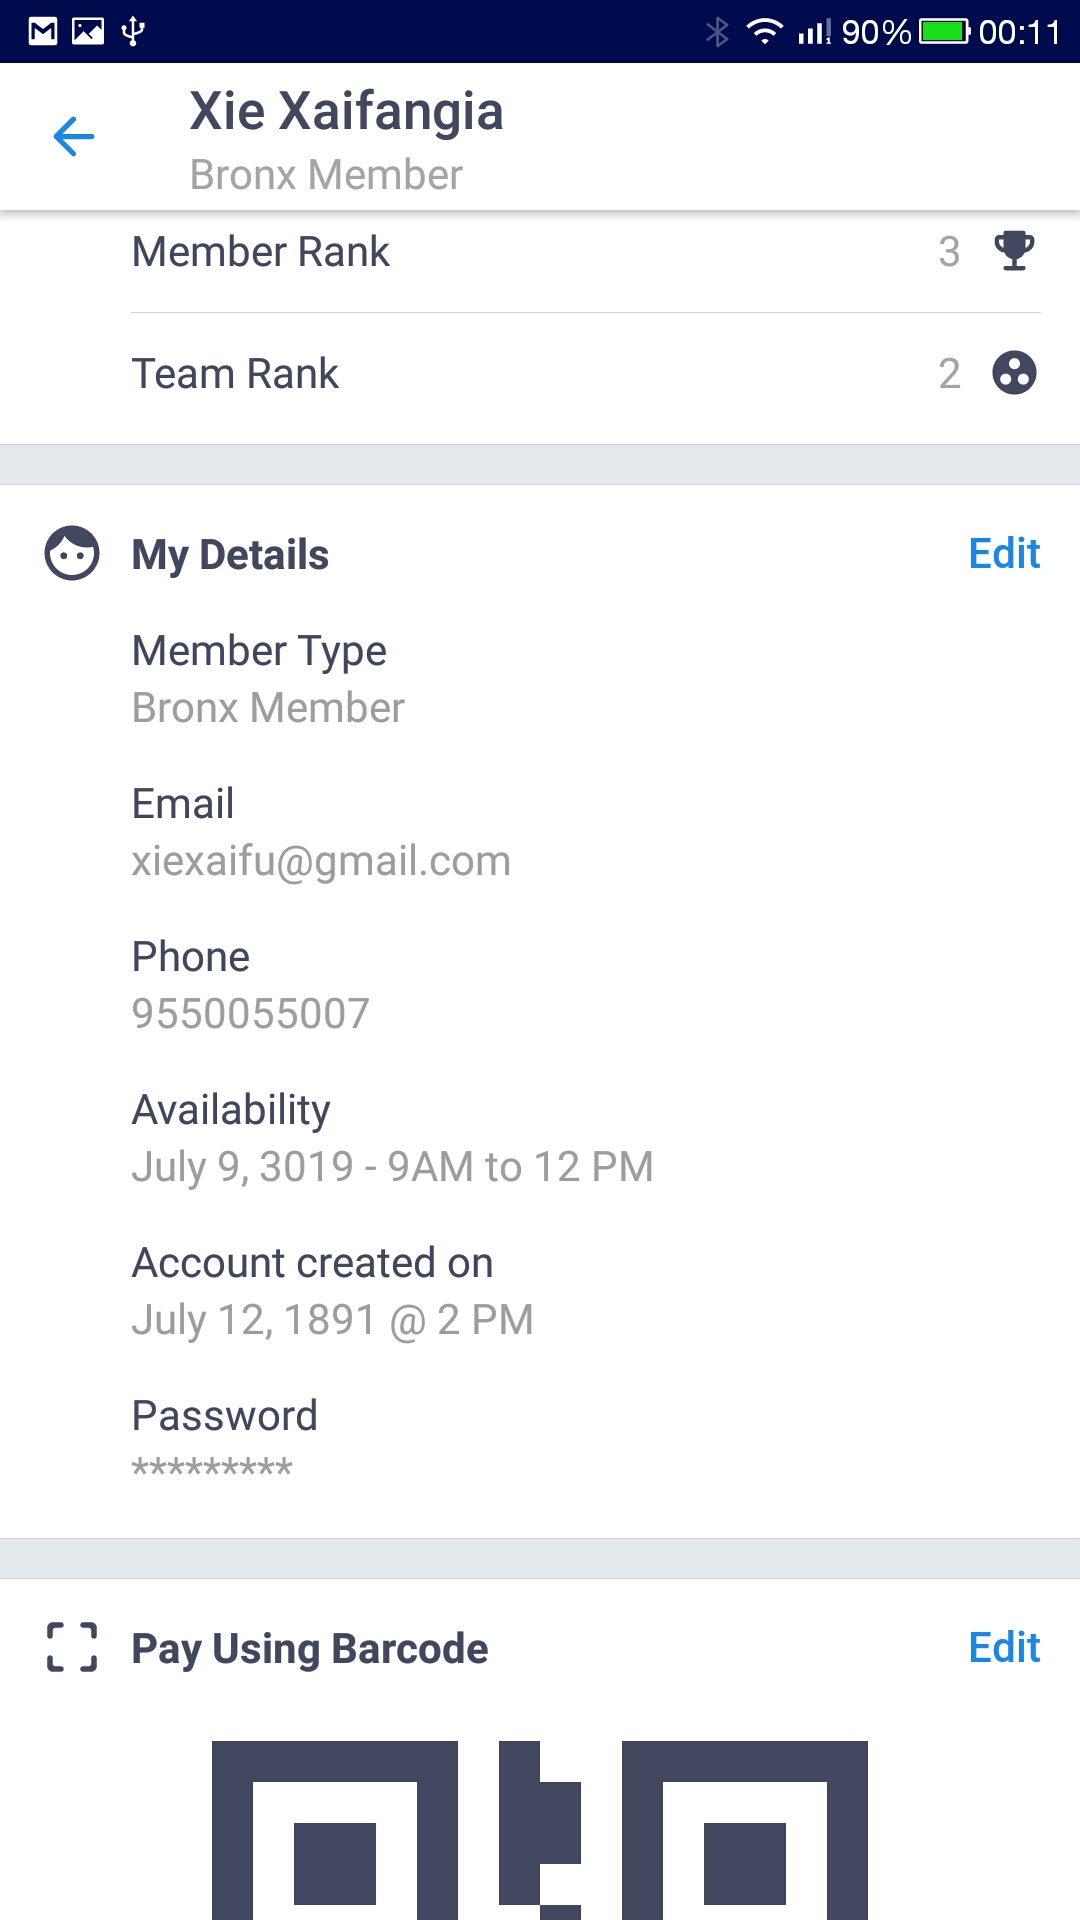 90% 00:11
Xie Xaifangia
Bronx Member
Member Rank 3
Team Rank 2
My Details Edit
Member Type
Bronx Member
Email
xiexaifu@gmail.com
Phone
9550055007
Availability
July 9, 3019 - 9AM to 12 PM
Account created on
July 12, 1891 @ 2 PM
Password
*********
Pay Using Barcode Edit